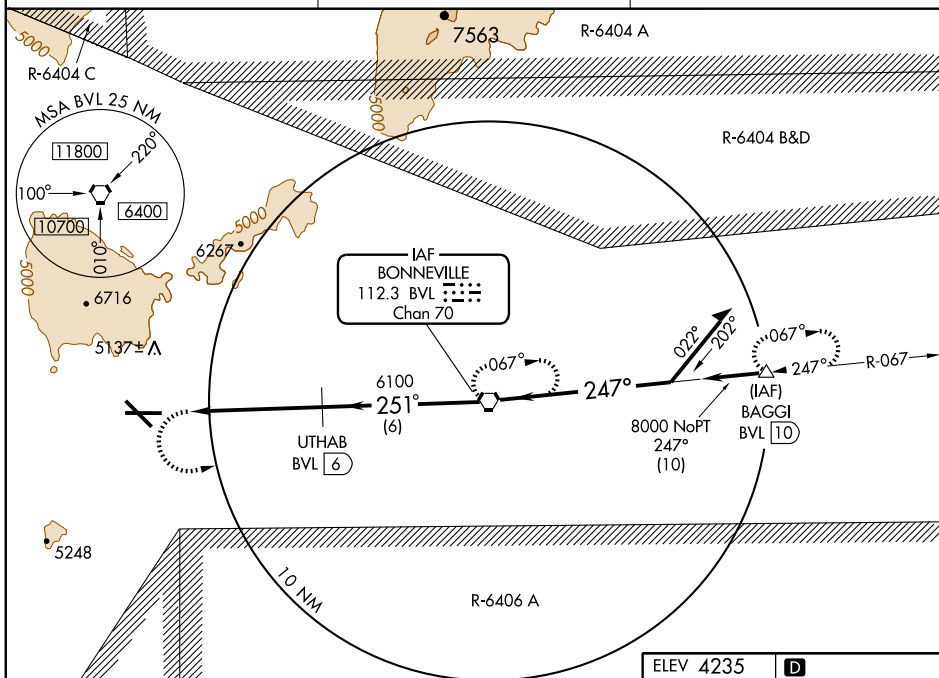 5000
R-6404 C
7563
R-6404 A
5000
MSA BVL 25 NM
11800
220°
100°
6400
10700
010°
R-6404 B&D
5000
6267
5000
6716
5137±
IAF
BONNEVILLE
112.3 BVL
Chan 70
067°
6100
251°
(6)
UTHAB
BVL 6
247°
022°
202°
067°
247°
R-067
8000 NoPT
247°
(10)
(IAF)
BAGGI
BVL 10
5248
10 NM
R-6406 A
ELEV 4235
D